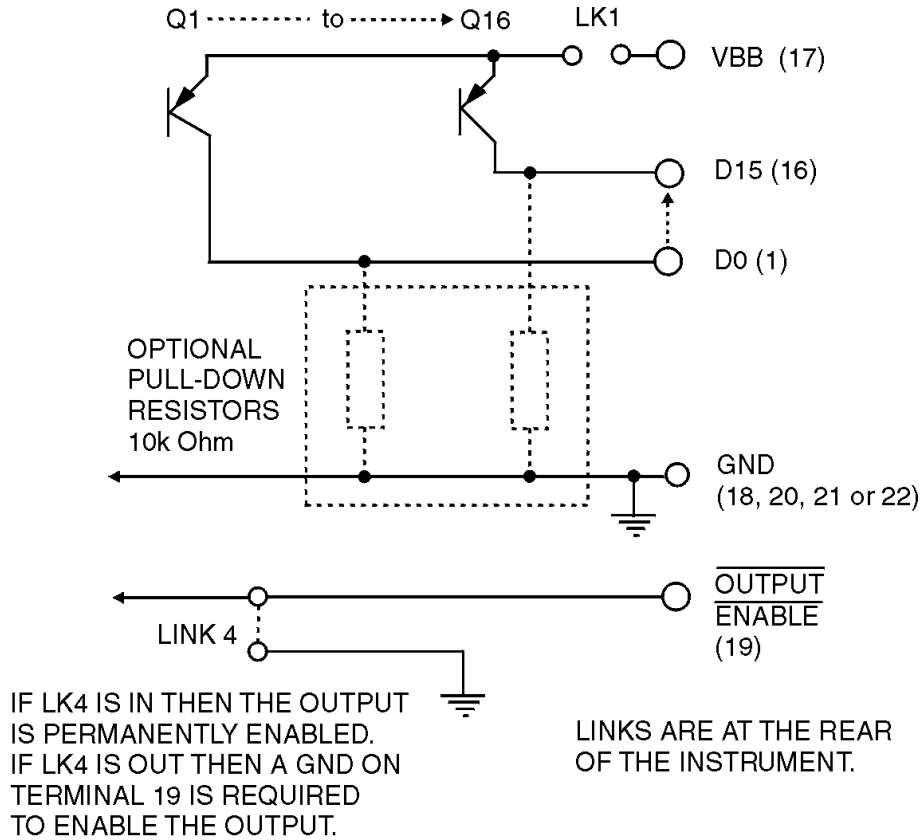 Q1 to Q16
LK1
VBB (17)
D15 (16)
D0 (1)
OPTIONAL
PULL-DOWN
RESISTORS
10k Ohm
GND
(18, 20, 21 or 22)
OUTPUT
ENABLE
(19)
LINK 4
IF LK4 IS IN THEN THE OUTPUT
IS PERMANENTLY ENABLED.
IF LK4 IS OUT THEN A GND ON
TERMINAL 19 IS REQUIRED
TO ENABLE THE OUTPUT.
LINKS ARE AT THE REAR
OF THE INSTRUMENT.